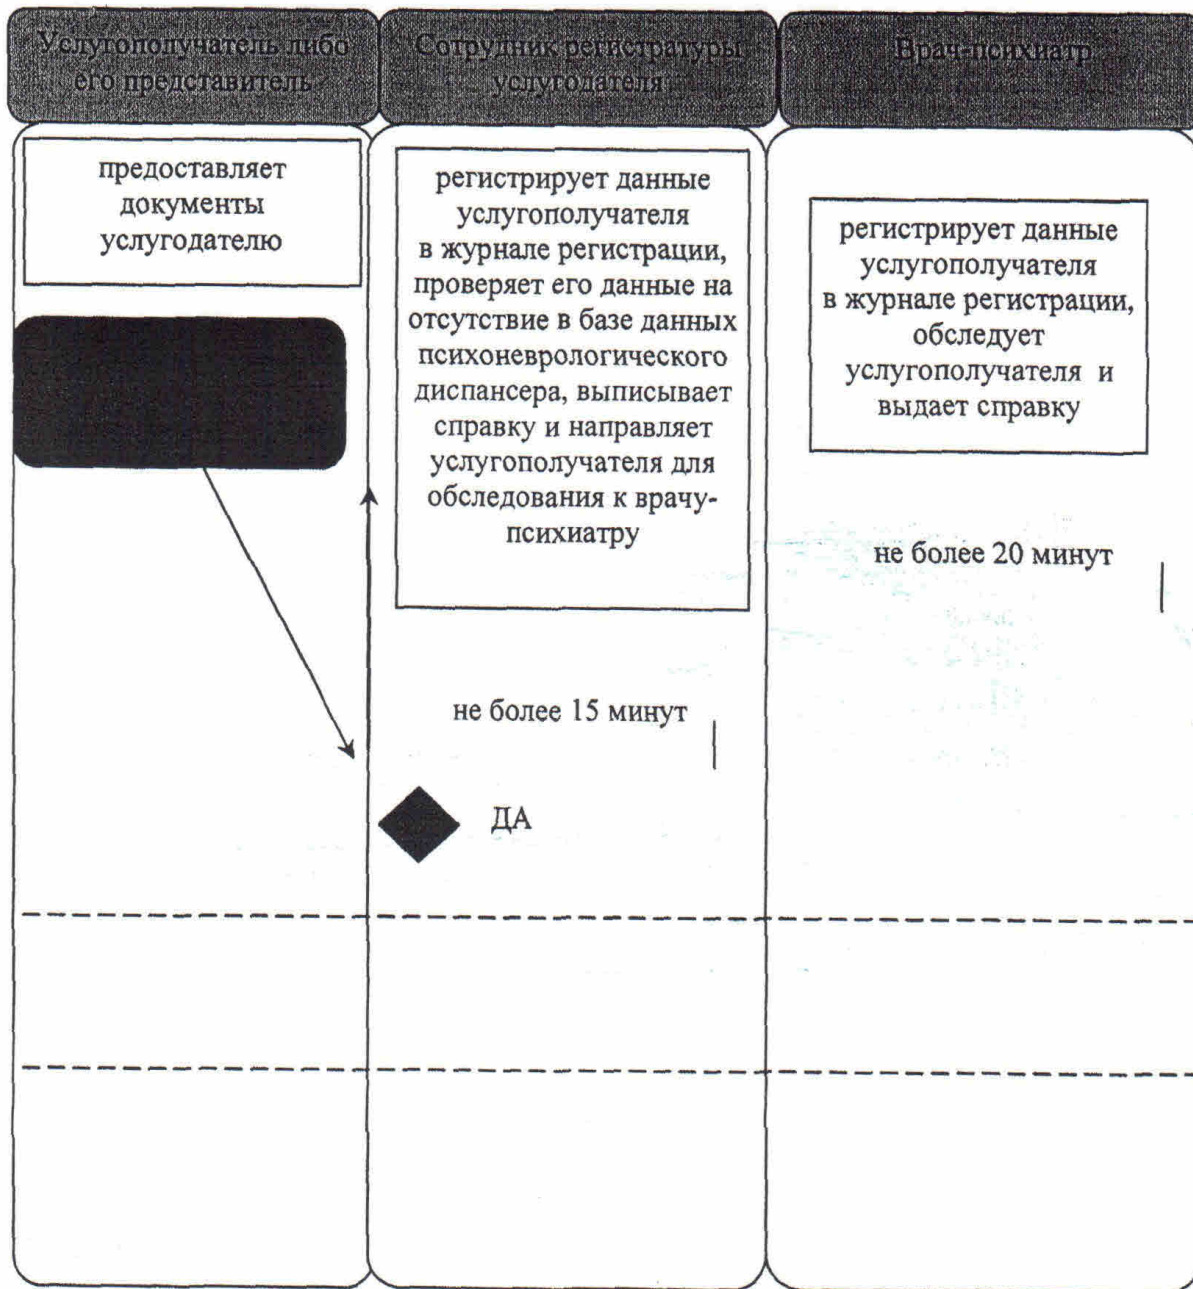 Услугополучатель либо
его представитель
Сотрудник регистратуры
услугодателя
Врач-психиатр
предоставляет
документы
услугодателю
регистрирует данные
услугополучателя
в журнале регистрации,
проверяет его данные на
отсутствие в базе данных
психоневрологического
диспансера, выписывает
справку и направляет
услугополучателя для
обследования к врачу-
психиатру
не более 15 минут
ДА
регистрирует данные
услугополучателя
в журнале регистрации,
обследует
услугополучателя и
выдает справку
не более 20 минут